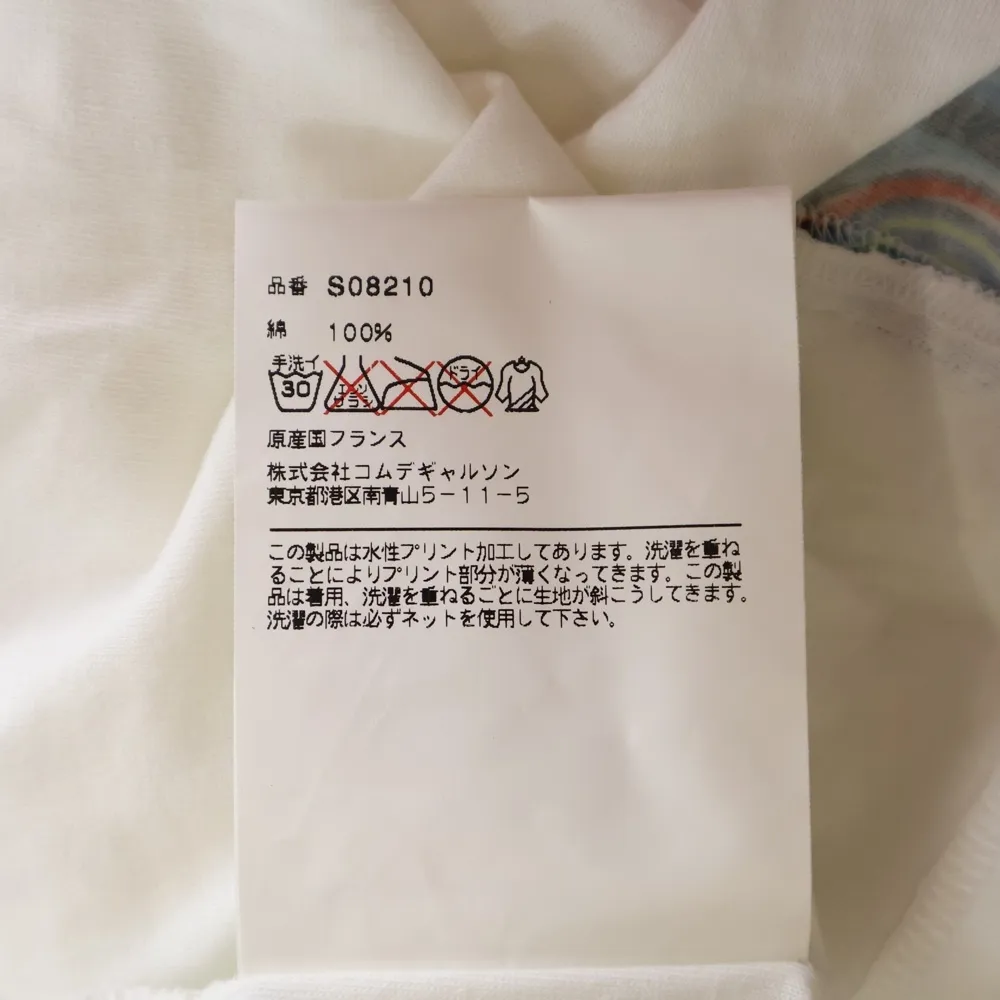 品番 S08210
綿 100%
手洗イ
30
エンソ
サラシ
ドライ
原産国フランス
株式会社コムデギャルソン
東京都港区南青山5-11-5
この製品は水性プリント加工してあります。洗濯を重ね
ることによりプリント部分が薄くなってきます。この製
品は着用、洗濯を重ねるごとに生地が斜こうしてきます。
洗濯の際は必ずネットを使用して下さい。